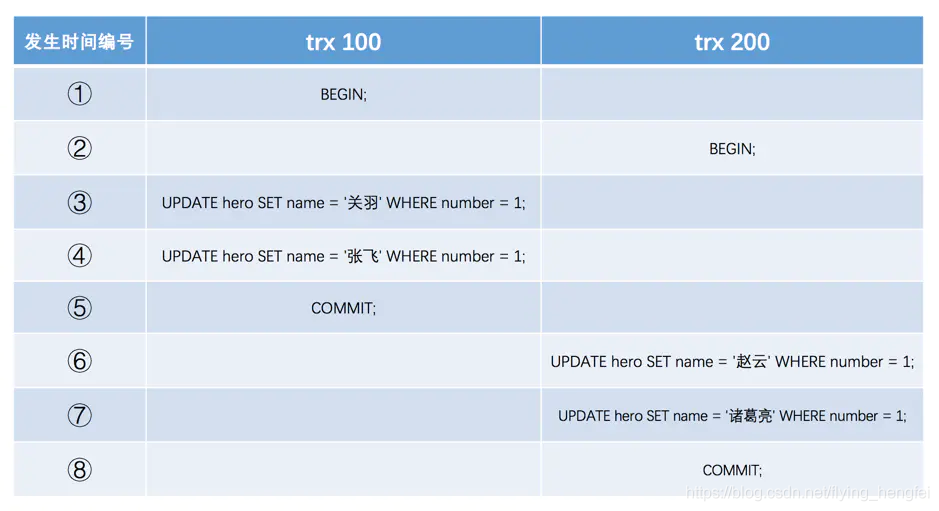 发生时间编号 trx 100 trx 200
① BEGIN;
② BEGIN;
③ UPDATE hero SET name = '关羽' WHERE number = 1;
④ UPDATE hero SET name = '张飞' WHERE number = 1;
⑤ COMMIT;
⑥ UPDATE hero SET name = '赵云' WHERE number = 1;
⑦ UPDATE hero SET name = '诸葛亮' WHERE number = 1;
⑧ COMMIT;
https://blog.csdn.net/flying_hengfei